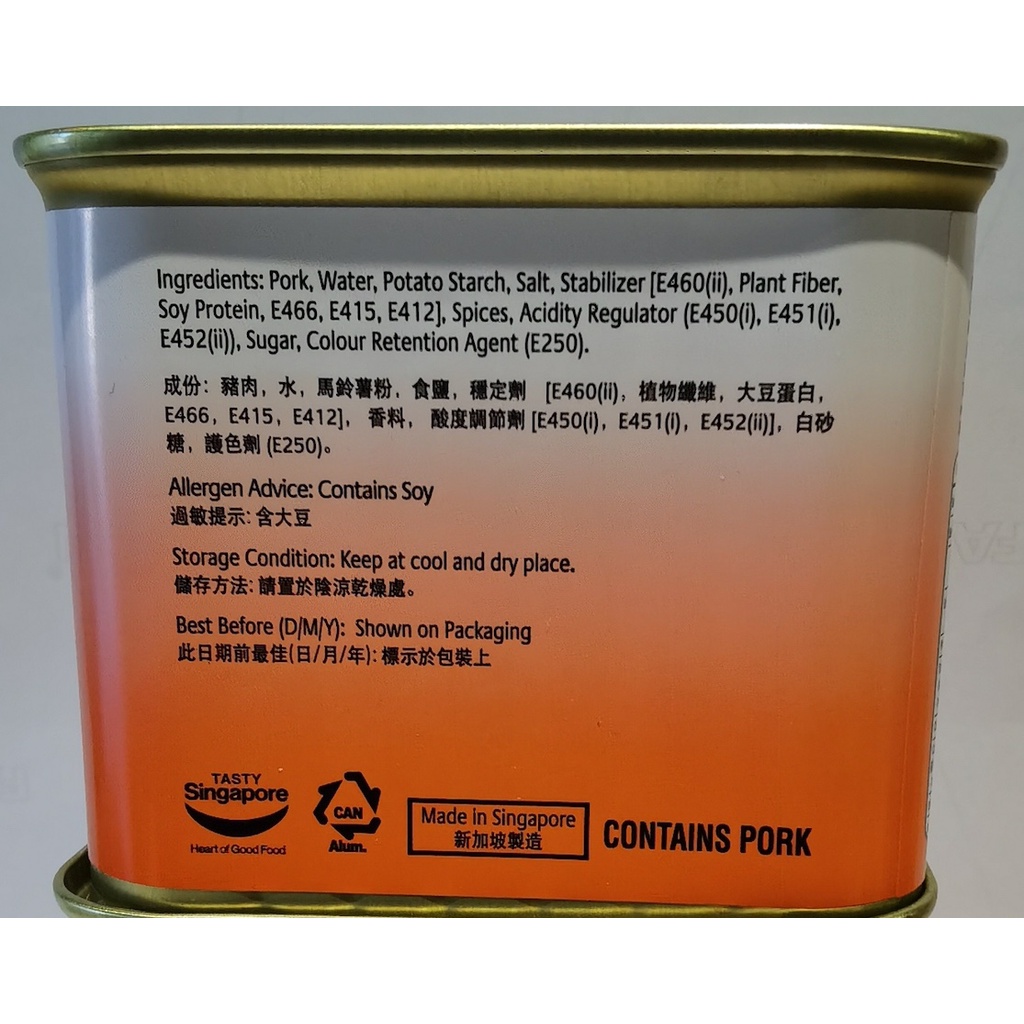 Ingredients: Pork, Water, Potato Starch, Salt, Stabilizer [E460(ii), Plant Fiber,
Soy Protein, E466, E415, E412], Spices, Acidity Regulator (E450(i), E451(i),
E452(ii)), Sugar, Colour Retention Agent (E250).
成份: 豬肉, 水, 馬鈴薯粉, 食鹽, 穩定劑 [E460(ii), 植物纖維, 大豆蛋白,
E466, E415, E412], 香料, 酸度調節劑 [E450(i), E451(i), E452(ii)], 白砂
糖, 護色劑 (E250)。
Allergen Advice: Contains Soy
過敏提示: 含大豆
Storage Condition: Keep at cool and dry place.
儲存方法: 請置於陰涼乾燥處。
Best Before (D/M/Y): Shown on Packaging
此日期前最佳(日/月/年): 標示於包裝上
TASTY
Singapore
Heart of Good Food
CAN
Alum.
Made in Singapore
新加坡製造
CONTAINS PORK